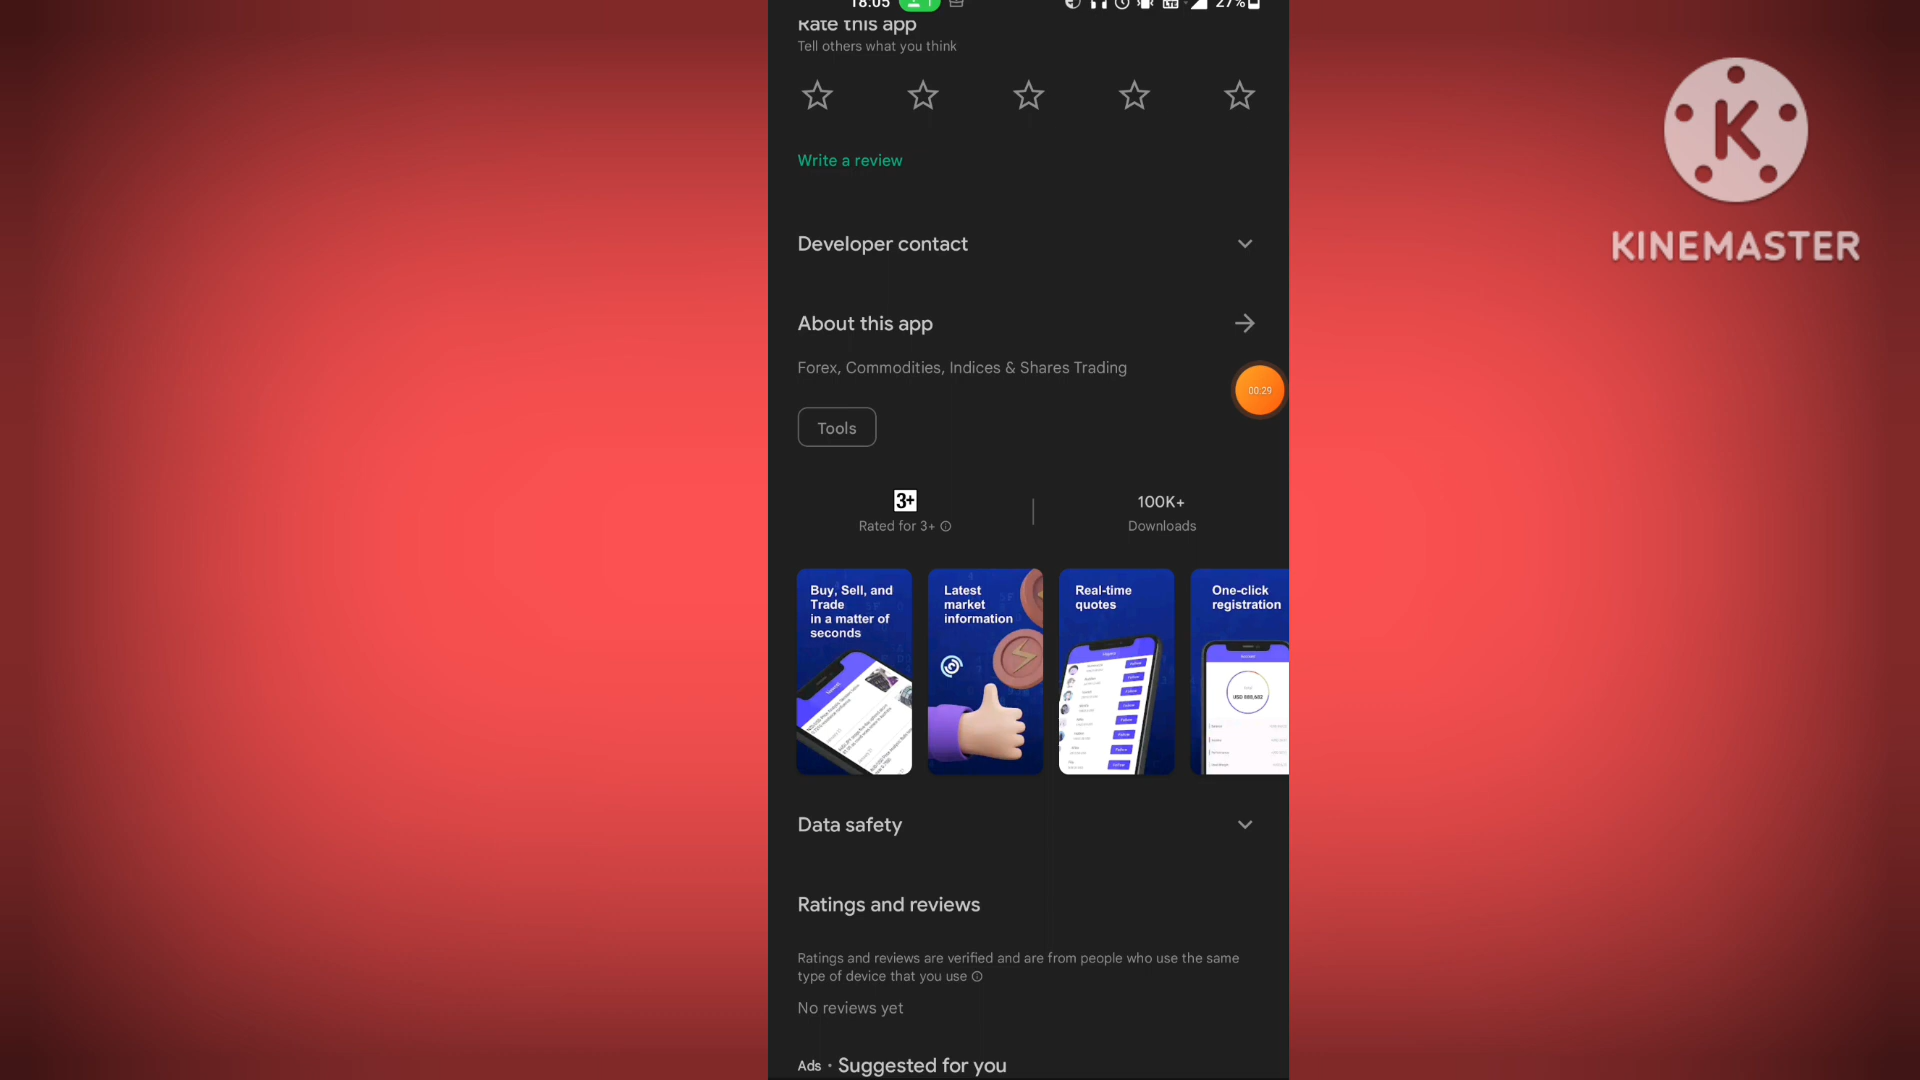 18:05
1
27%
Rate this app
Tell others what you think
Write a review
Developer contact
About this app
Forex, Commodities, Indices & Shares Trading
00:29
Tools
3+
Rated for 3+
100K+
Downloads
Buy, Sell, and
Trade
in a matter of
seconds
Latest
market
information
Real-time
quotes
One-click
registration
Data safety
Ratings and reviews
Ratings and reviews are verified and are from people who use the same
type of device that you use
No reviews yet
Ads · Suggested for you
K
KINEMASTER